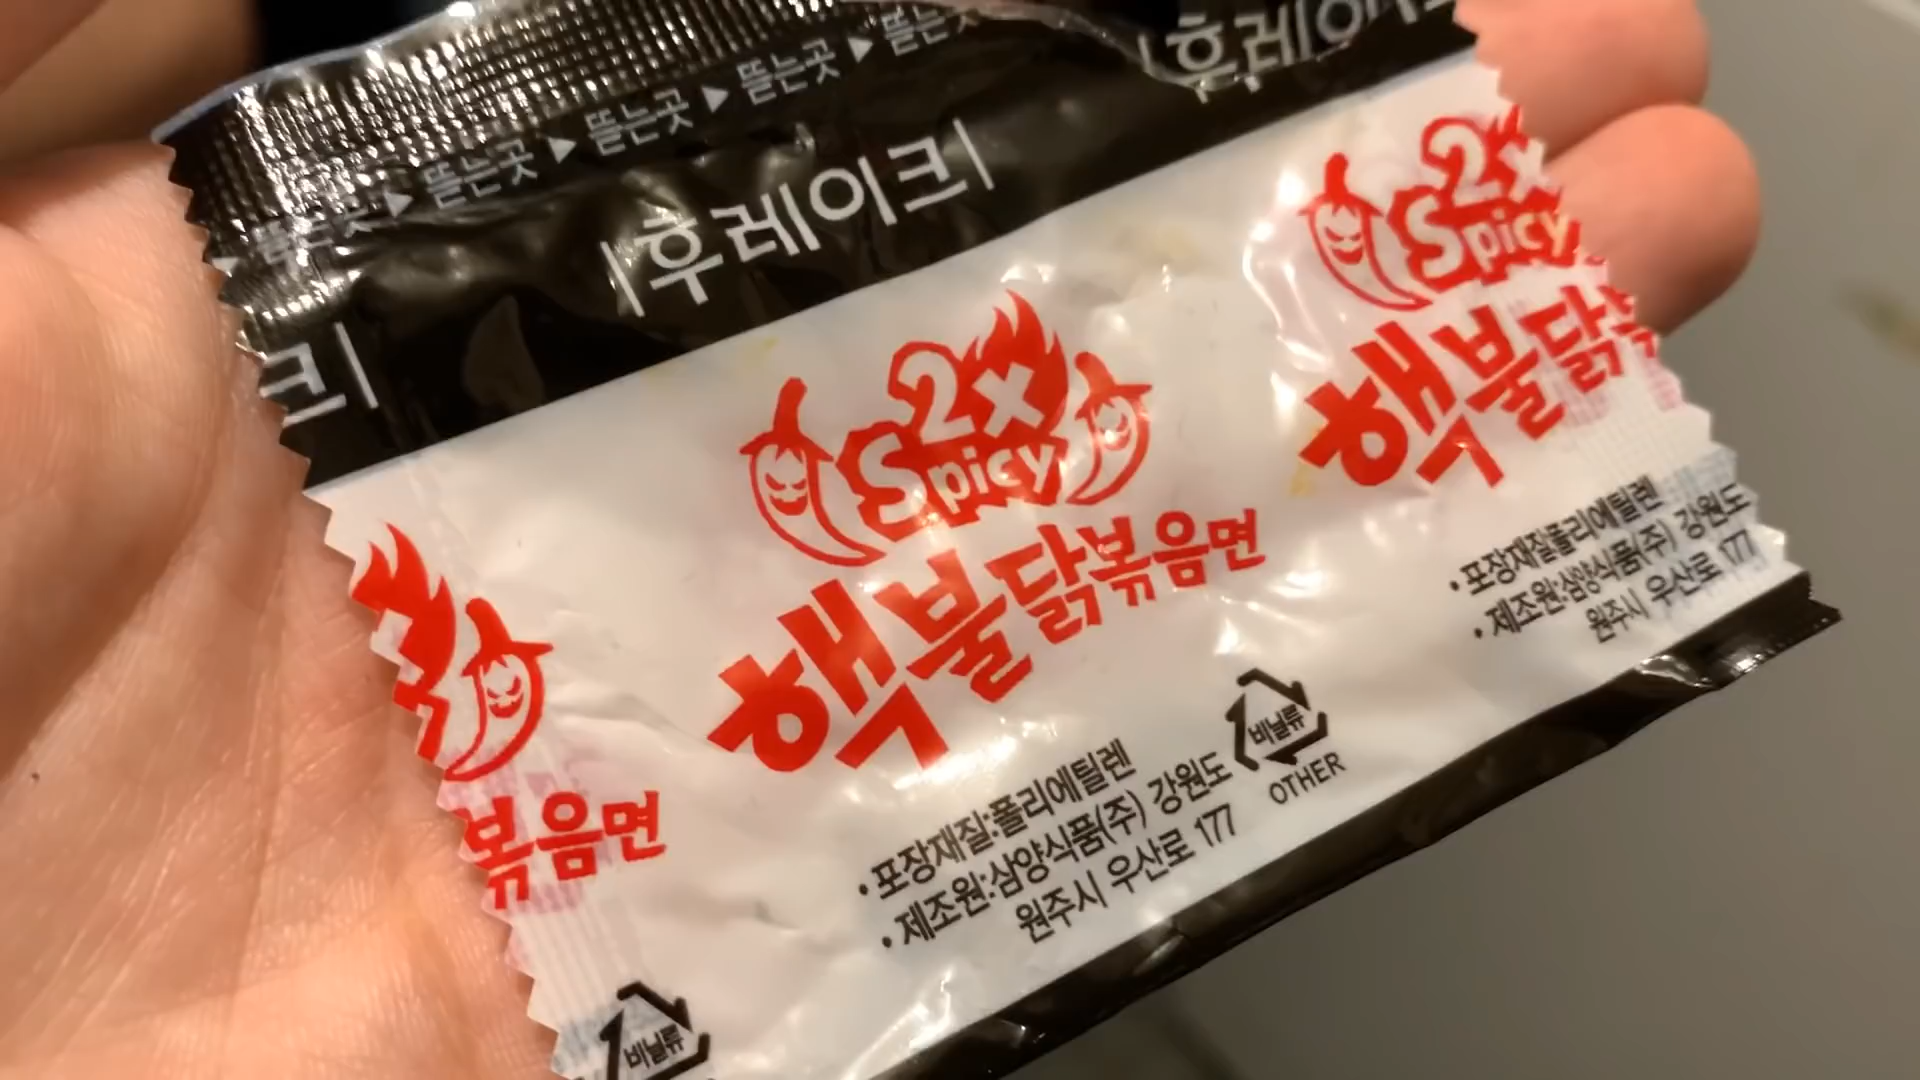 뜯는곳 ▶ 뜯는곳 ▶ 뜯는곳 ▶ 뜯는곳
|후레이크|
|후레이
크|
2x
Spicy
핵불닭볶음면
• 포장재질:폴리에틸렌
• 제조원:삼양식품(주) 강원도
원주시 우산로 177
비닐류
OTHER
2x
Spicy
핵불닭
• 포장재질:폴리에틸렌
• 제조원:삼양식품(주) 강원도
원주시 우산로 177
볶음면
비닐류